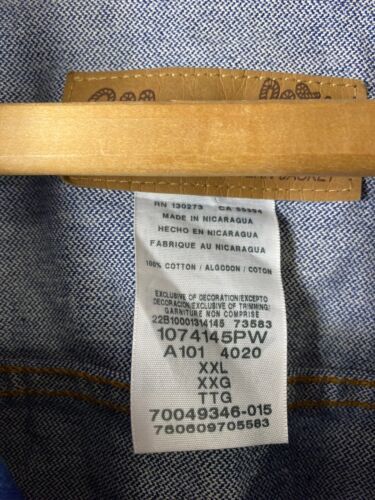 RN 130273 CA 55554
MADE IN NICARAGUA
HECHO EN NICARAGUA
FABRIQUE AU NICARAGUA
100% COTTON / ALGODON / COTON
EXCLUSIVE OF DECORATION/EXCEPTO
DECORACION/ EXCLUSIVE OF TRIMMING/
GARNITURE NON COMPRISE
22B10001314145 73583
1074145PW
A101 4020
XXL
XXG
TTG
70049346-015
760609705583